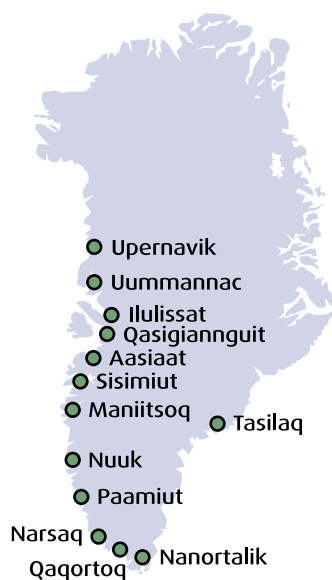 Upernavik
Uummannac
Ilulissat
Qasigiannguit
Aasiaat
Sisimiut
Maniitsoq
Tasilaq
Nuuk
Paamiut
Narsaq
Nanortalik
Qaqortoq